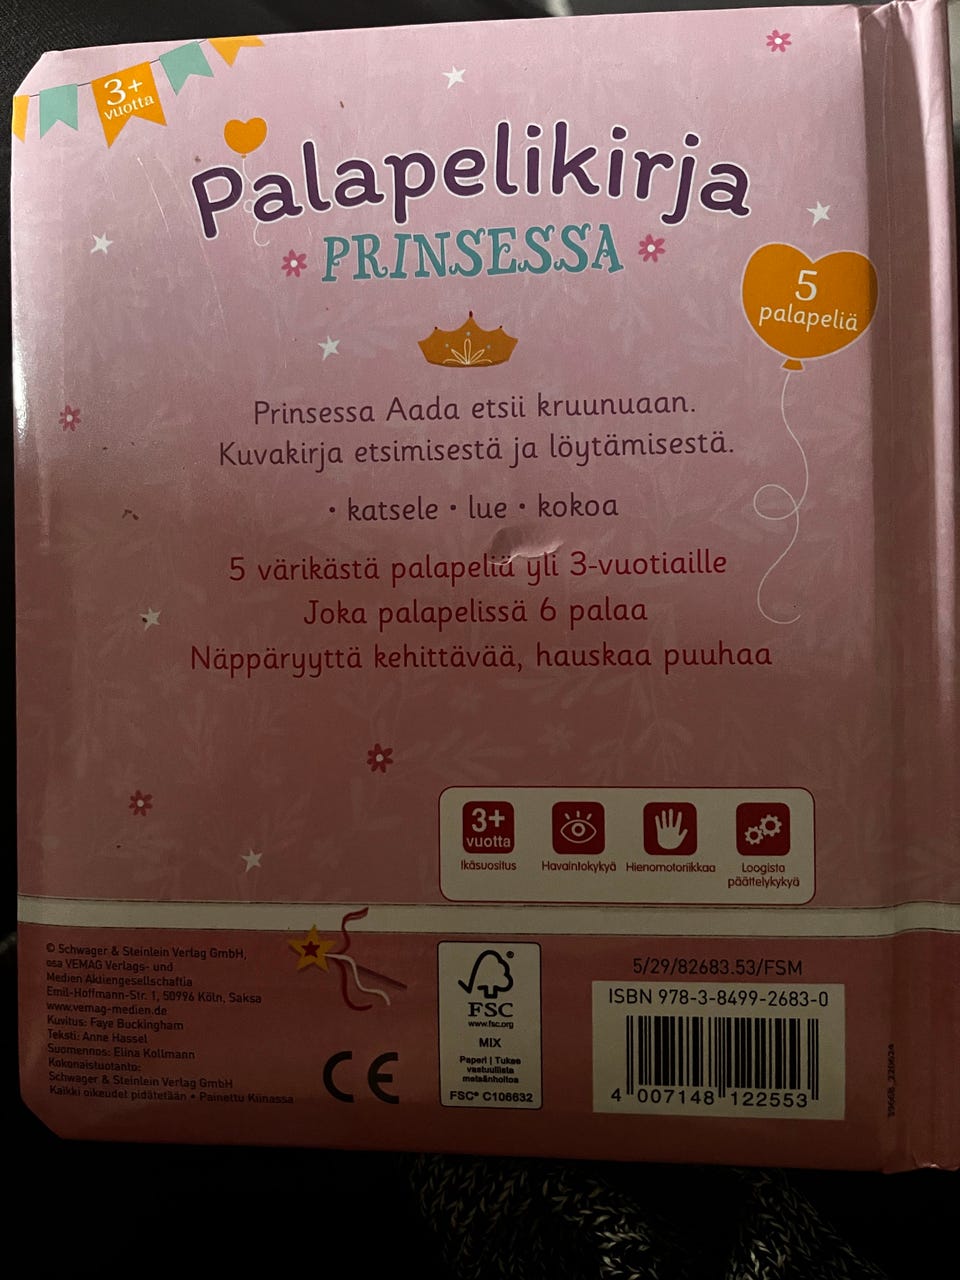 3+
vuotta
Palapelikirja
PRINSESSA
5
palapeliä
Prinsessa Aada etsii kruunuaan.
Kuvakirja etsimisestä ja löytämisestä.
• katsele • lue • kokoa
5 värikästä palapeliä yli 3-vuotiaille
Joka palapelissä 6 palaa
Näppäryyttä kehittävää, hauskaa puuhaa
3+
vuotta
Ikäsuositus
Havaintokykyä
Hienomotoriikkaa
Loogista
päättelykykyä
© Schwager & Steinlein Verlag GmbH,
osa VEMAG Verlags- und
Medien Aktiengesellschaftia
Emil-Hoffmann-Str. 1, 50996 Köln, Saksa
www.vemag-medien.de
Kuvitus: Faye Buckingham
Teksti: Anne Hassel
Suomennos: Elina Kollmann
Kokonaistuotanto:
Schwager & Steinlein Verlag GmbH
Kaikki oikeudet pidätetään • Painettu Kiinassa
CE
FSC
www.fsc.org
MIX
Paperi | Tukee
vastuullista
metsänhoitoa
FSC® C106632
5/29/82683.53/FSM
ISBN 978-3-8499-2683-0
4 007148 122553